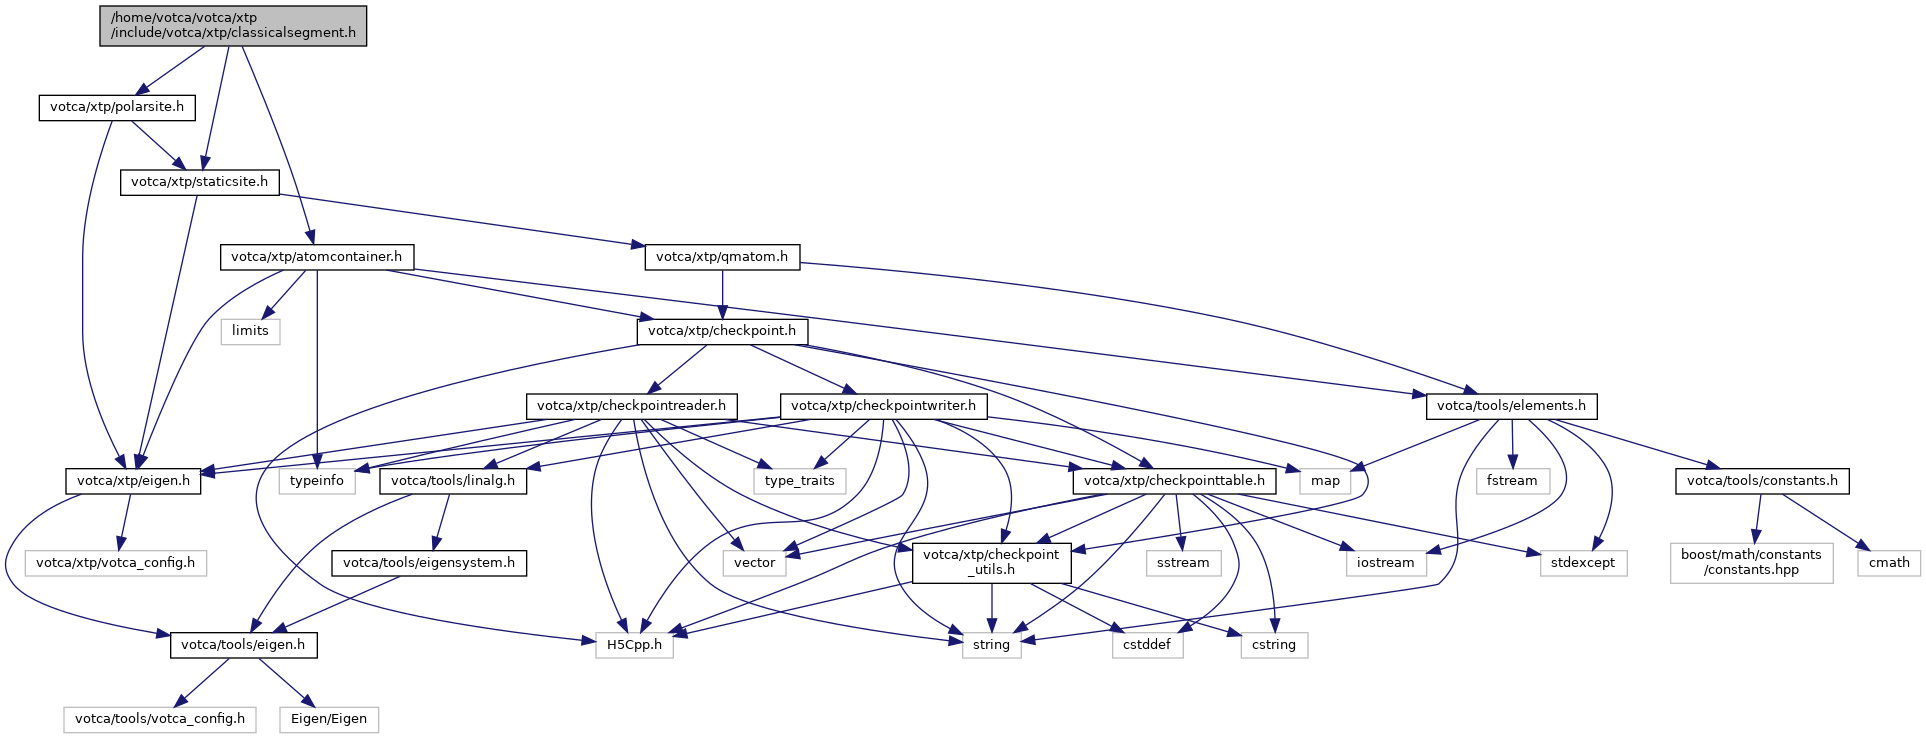 /home/votca/votca/xtp
/include/votca/xtp/classicalsegment.h
votca/xtp/polarsite.h
votca/xtp/staticsite.h
votca/xtp/atomcontainer.h
votca/xtp/qmatom.h
limits
votca/xtp/checkpoint.h
votca/xtp/checkpointreader.h
votca/xtp/checkpointwriter.h
votca/tools/elements.h
votca/xtp/eigen.h
typeinfo
votca/tools/linalg.h
type_traits
votca/xtp/checkpointtable.h
map
fstream
votca/tools/constants.h
votca/xtp/votca_config.h
votca/tools/eigensystem.h
vector
votca/xtp/checkpoint
_utils.h
sstream
iostream
stdexcept
boost/math/constants
/constants.hpp
cmath
votca/tools/eigen.h
H5Cpp.h
string
cstddef
cstring
votca/tools/votca_config.h
Eigen/Eigen